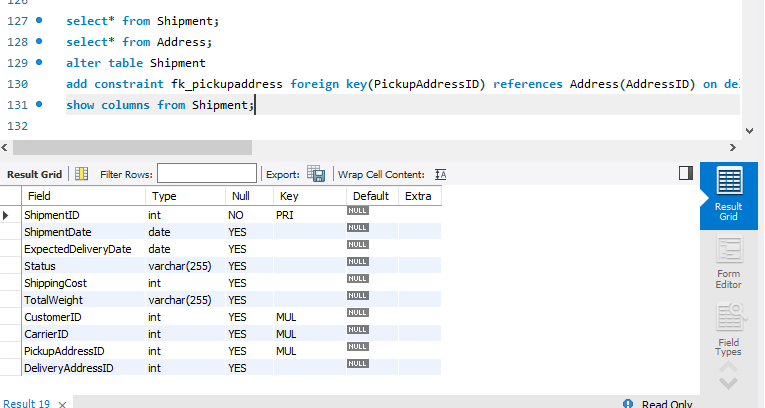 126
127 select* from Shipment;
128 select* from Address;
129 alter table Shipment
130 add constraint fk_pickupaddress foreign key(PickupAddressID) references Address(AddressID) on del
131 show columns from Shipment;
132
Result Grid Filter Rows: Export: Wrap Cell Content:
Field Type Null Key Default Extra
ShipmentID int NO PRI NULL
ShipmentDate date YES NULL
ExpectedDeliveryDate date YES NULL
Status varchar(255) YES NULL
ShippingCost int YES NULL
TotalWeight varchar(255) YES NULL
CustomerID int YES MUL NULL
CarrierID int YES MUL NULL
PickupAddressID int YES MUL NULL
DeliveryAddressID int YES NULL
Result
Grid
Form
Editor
Field
Types
Result 19 Read Only